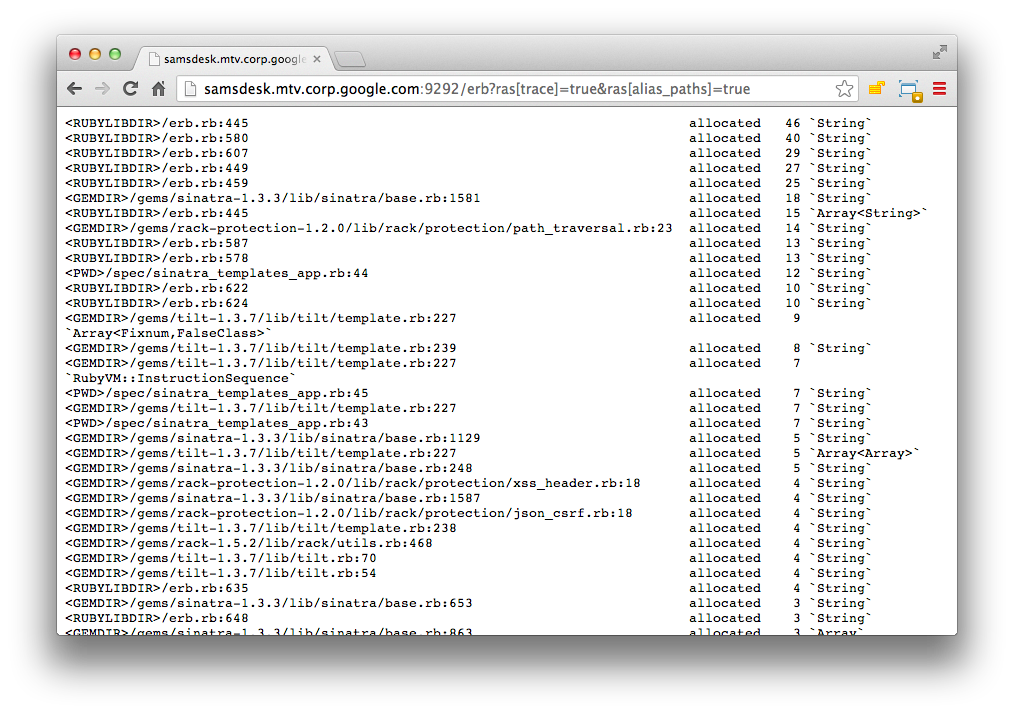 samsdesk.mtv.corp.google
samsdesk.mtv.corp.google.com:9292/erb?ras[trace]=true&ras[alias_paths]=true
<RUBYLIBDIR>/erb.rb:445 allocated 46 `String`
<RUBYLIBDIR>/erb.rb:580 allocated 40 `String`
<RUBYLIBDIR>/erb.rb:607 allocated 29 `String`
<RUBYLIBDIR>/erb.rb:449 allocated 27 `String`
<RUBYLIBDIR>/erb.rb:459 allocated 25 `String`
<GEMDIR>/gems/sinatra-1.3.3/lib/sinatra/base.rb:1581 allocated 18 `String`
<RUBYLIBDIR>/erb.rb:445 allocated 15 `Array<String>`
<GEMDIR>/gems/rack-protection-1.2.0/lib/rack/protection/path_traversal.rb:23 allocated 14 `String`
<RUBYLIBDIR>/erb.rb:587 allocated 13 `String`
<RUBYLIBDIR>/erb.rb:578 allocated 13 `String`
<PWD>/spec/sinatra_templates_app.rb:44 allocated 12 `String`
<RUBYLIBDIR>/erb.rb:622 allocated 10 `String`
<RUBYLIBDIR>/erb.rb:624 allocated 10 `String`
<GEMDIR>/gems/tilt-1.3.7/lib/tilt/template.rb:227 allocated 9
`Array<Fixnum,FalseClass>`
<GEMDIR>/gems/tilt-1.3.7/lib/tilt/template.rb:239 allocated 8 `String`
<GEMDIR>/gems/tilt-1.3.7/lib/tilt/template.rb:227 allocated 7
`RubyVM::InstructionSequence`
<PWD>/spec/sinatra_templates_app.rb:45 allocated 7 `String`
<GEMDIR>/gems/tilt-1.3.7/lib/tilt/template.rb:227 allocated 7 `String`
<PWD>/spec/sinatra_templates_app.rb:43 allocated 7 `String`
<GEMDIR>/gems/sinatra-1.3.3/lib/sinatra/base.rb:1129 allocated 5 `String`
<GEMDIR>/gems/tilt-1.3.7/lib/tilt/template.rb:227 allocated 5 `Array<Array>`
<GEMDIR>/gems/sinatra-1.3.3/lib/sinatra/base.rb:248 allocated 5 `String`
<GEMDIR>/gems/rack-protection-1.2.0/lib/rack/protection/xss_header.rb:18 allocated 4 `String`
<GEMDIR>/gems/sinatra-1.3.3/lib/sinatra/base.rb:1587 allocated 4 `String`
<GEMDIR>/gems/rack-protection-1.2.0/lib/rack/protection/json_csrf.rb:18 allocated 4 `String`
<GEMDIR>/gems/tilt-1.3.7/lib/tilt/template.rb:238 allocated 4 `String`
<GEMDIR>/gems/rack-1.5.2/lib/rack/utils.rb:468 allocated 4 `String`
<GEMDIR>/gems/tilt-1.3.7/lib/tilt.rb:70 allocated 4 `String`
<GEMDIR>/gems/tilt-1.3.7/lib/tilt.rb:54 allocated 4 `String`
<RUBYLIBDIR>/erb.rb:635 allocated 4 `String`
<GEMDIR>/gems/sinatra-1.3.3/lib/sinatra/base.rb:653 allocated 3 `String`
<RUBYLIBDIR>/erb.rb:648 allocated 3 `String`
<GEMDIR>/gems/sinatra-1.3.3/lib/sinatra/base.rb:863 allocated 3 `Array`